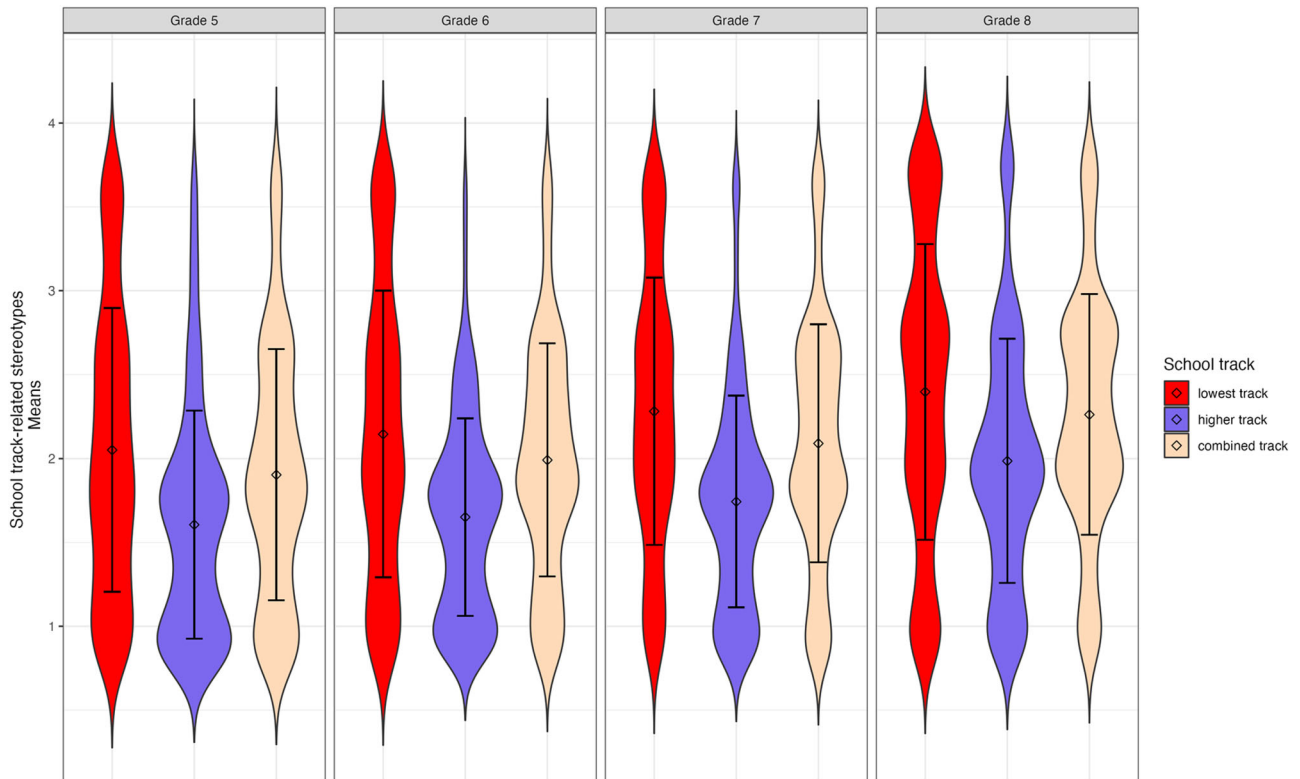 Grade 5
Grade 6
Grade 7
Grade 8
School track-related stereotypes
Means
4
3
2
1
School track
lowest track
higher track
combined track